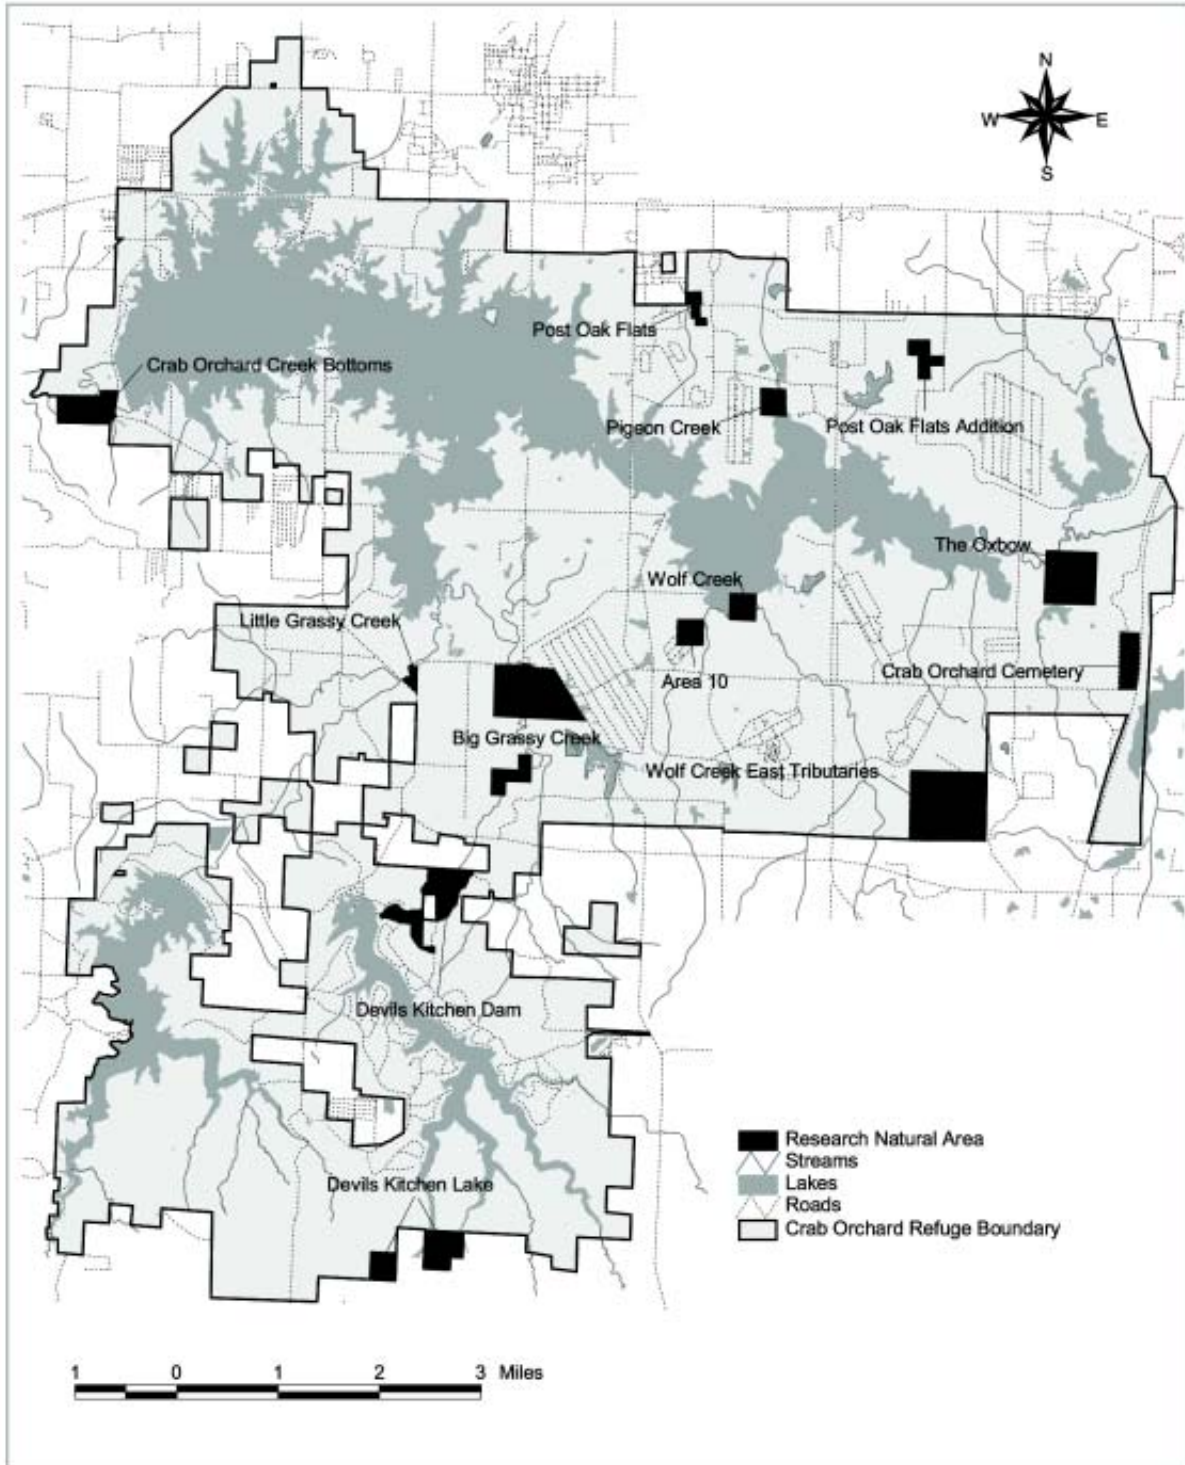 N
W E
S
Post Oak Flats
Crab Orchard Creek Bottoms
Pigeon Creek
Post Oak Flats Addition
The Oxbow
Wolf Creek
Little Grassy Creek
Crab Orchard Cemetery
Area 10
Big Grassy Creek
Wolf Creek East Tributaries
Devils Kitchen Dam
Devils Kitchen Lake
Research Natural Area
Streams
Lakes
Roads
Crab Orchard Refuge Boundary
1 0 1 2 3 Miles